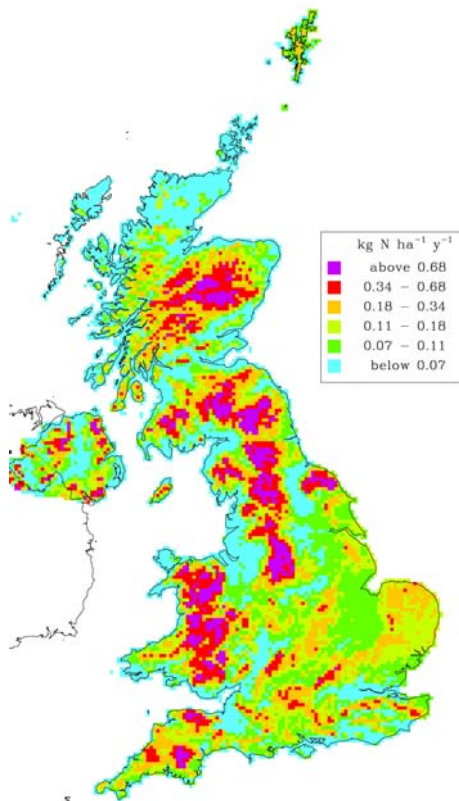 kg N ha⁻¹ y⁻¹
above 0.68
0.34 – 0.68
0.18 – 0.34
0.11 – 0.18
0.07 – 0.11
below 0.07